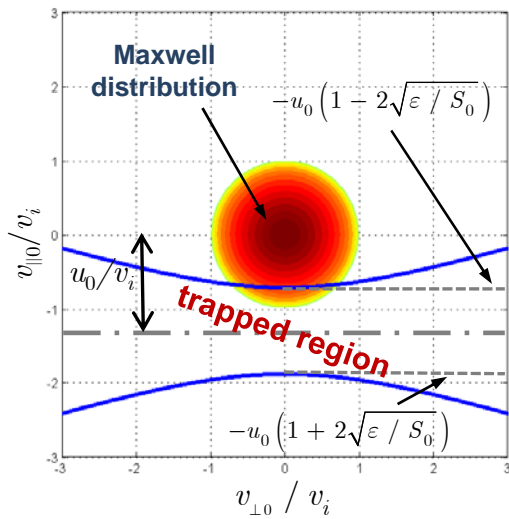 3
Maxwell
distribution
−u₀(1 − 2√(ε / S₀))
2
1
0
u₀/vᵢ
-1
trapped region
-2
−u₀(1 + 2√(ε / S₀))
-3
v∥₀/vᵢ
-3 -2 -1 0 1 2 3
v⊥₀ / vᵢ